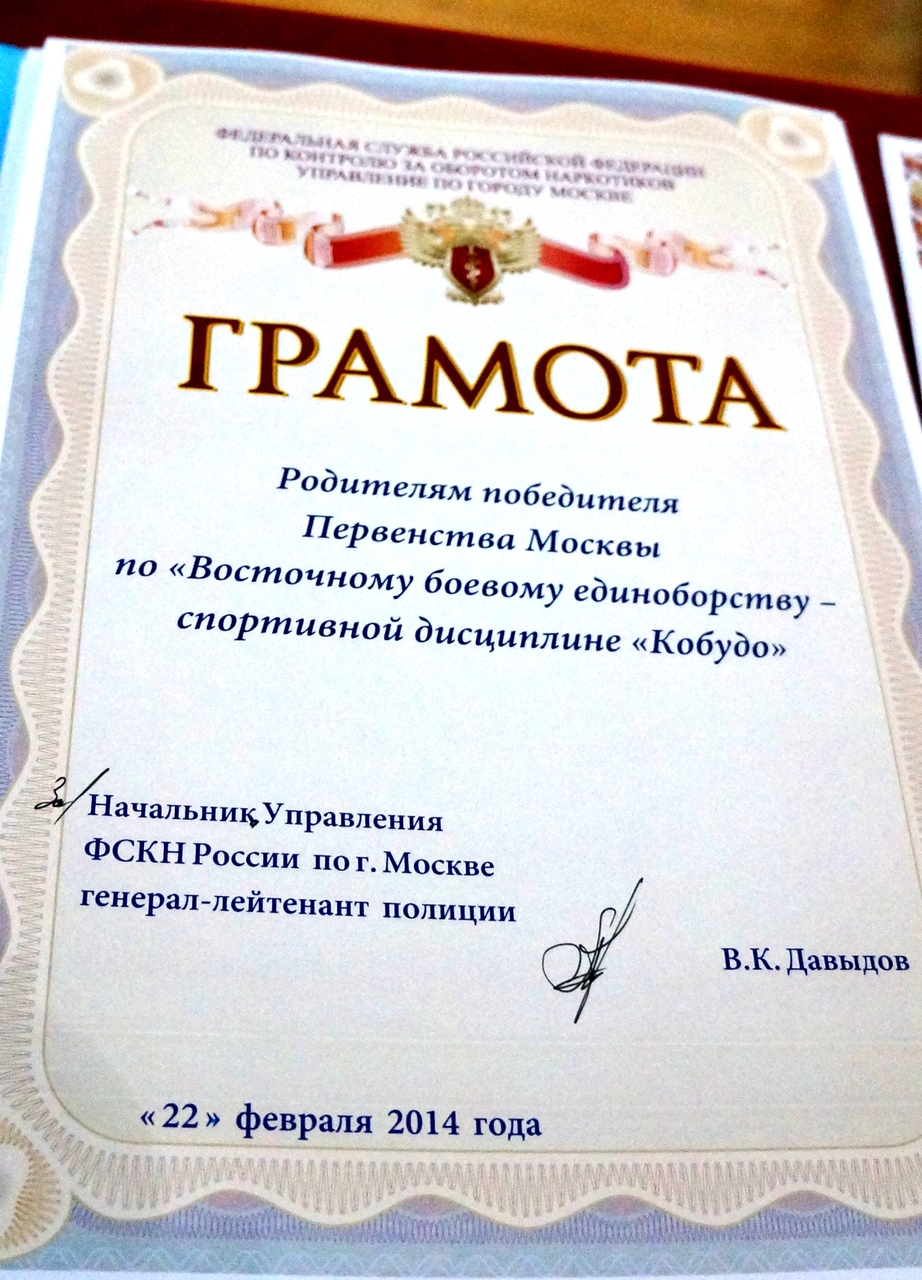 ФЕДЕРАЛЬНАЯ СЛУЖБА РОССИЙСКОЙ ФЕДЕРАЦИИ
ПО КОНТРОЛЮ ЗА ОБОРОТОМ НАРКОТИКОВ
УПРАВЛЕНИЕ ПО ГОРОДУ МОСКВЕ
ГРАМОТА
Родителям победителя
Первенства Москвы
по «Восточному боевому единоборству –
спортивной дисциплине «Кобудо»
За/ Начальник Управления
ФСКН России по г. Москве
генерал-лейтенант полиции
В.К. Давыдов
«22» февраля 2014 года